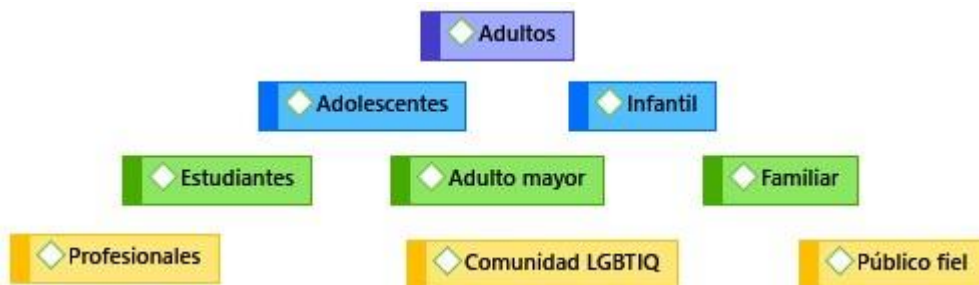 Adultos
Adolescentes
Infantil
Estudiantes
Adulto mayor
Familiar
Profesionales
Comunidad LGBTIQ
Público fiel